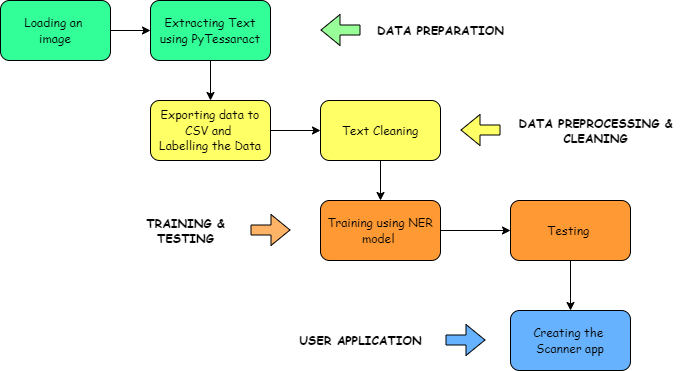 Loading an
image
Extracting Text
using PyTessaract
DATA PREPARATION
Exporting data to
CSV and
Labelling the Data
Text Cleaning
DATA PREPROCESSING &
CLEANING
TRAINING &
TESTING
Training using NER
model
Testing
USER APPLICATION
Creating the
Scanner app